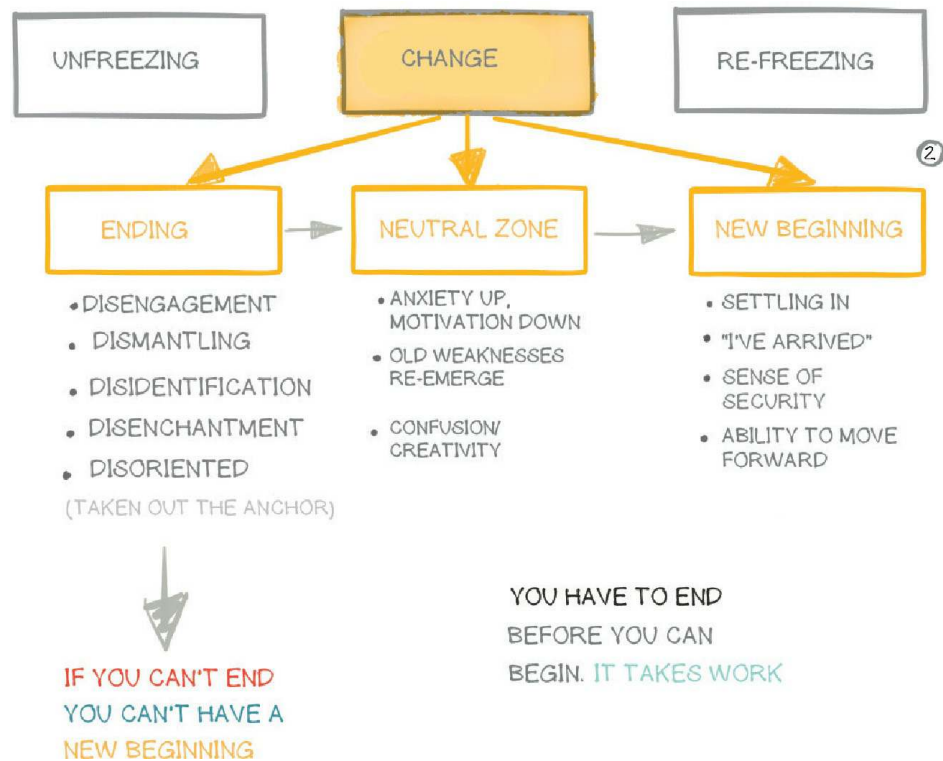 UNFREEZING
CHANGE
RE-FREEZING
2
ENDING
NEUTRAL ZONE
NEW BEGINNING
• DISENGAGEMENT
• DISMANTLING
• DISIDENTIFICATION
• DISENCHANTMENT
• DISORIENTED
(TAKEN OUT THE ANCHOR)
• ANXIETY UP,
MOTIVATION DOWN
• OLD WEAKNESSES
RE-EMERGE
• CONFUSION/
CREATIVITY
• SETTLING IN
• "I'VE ARRIVED"
• SENSE OF
SECURITY
• ABILITY TO MOVE
FORWARD
IF YOU CAN'T END
YOU CAN'T HAVE A
NEW BEGINNING
YOU HAVE TO END
BEFORE YOU CAN
BEGIN. IT TAKES WORK